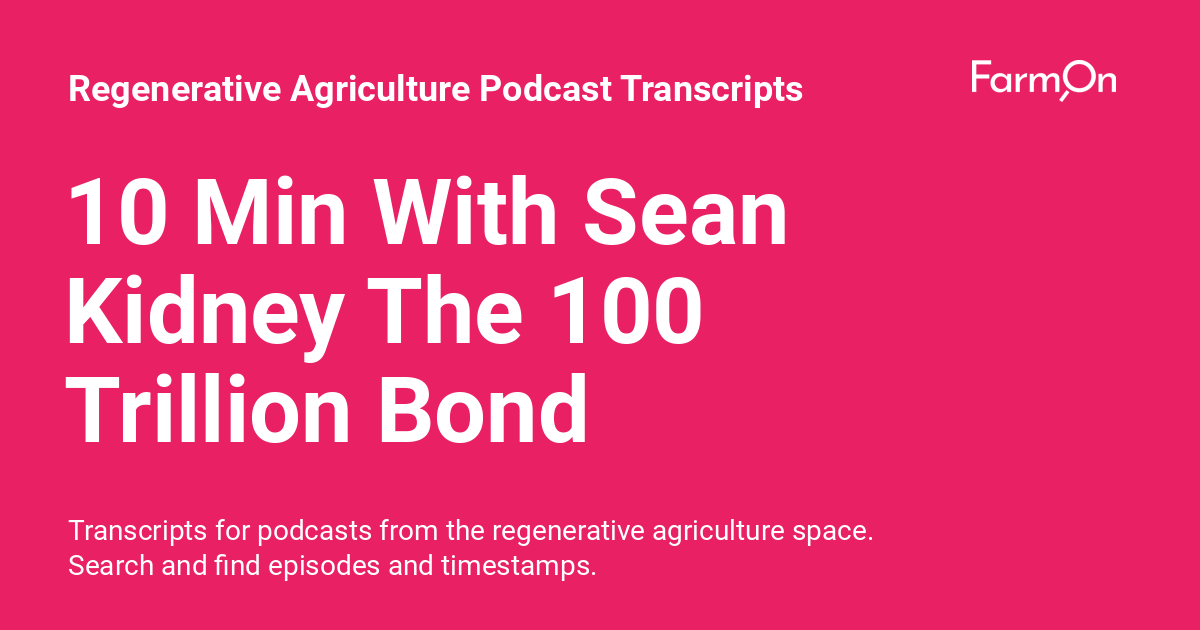 Regenerative Agriculture Podcast Transcripts
FarmOn
10 Min With Sean
Kidney The 100
Trillion Bond
Transcripts for podcasts from the regenerative agriculture space.
Search and find episodes and timestamps.